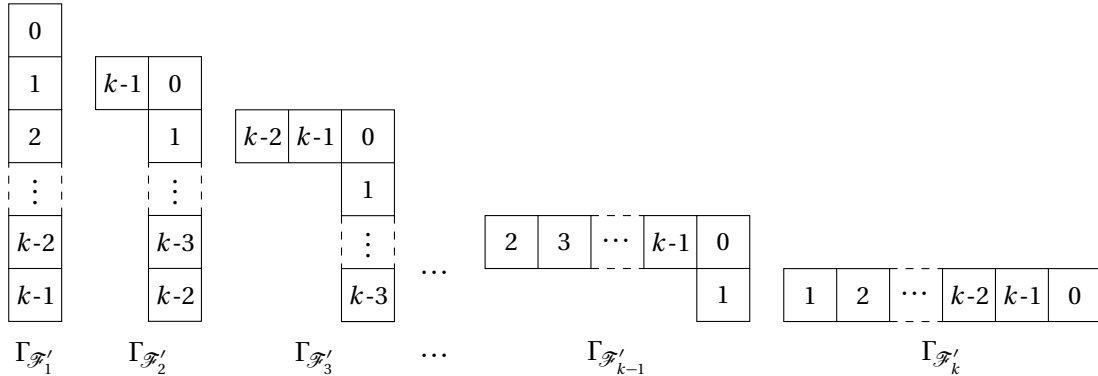 0
1
2
⋮
k-2
k-1
k-1 0
1
⋮
k-3
k-2
k-2 k-1 0
1
⋮
k-3
⋯
2 3 ⋯ k-1 0
1
1 2 ⋯ k-2 k-1 0
Γ_{ℱ′_1} Γ_{ℱ′_2} Γ_{ℱ′_3} ⋯ Γ_{ℱ′_{k−1}} Γ_{ℱ′_k}